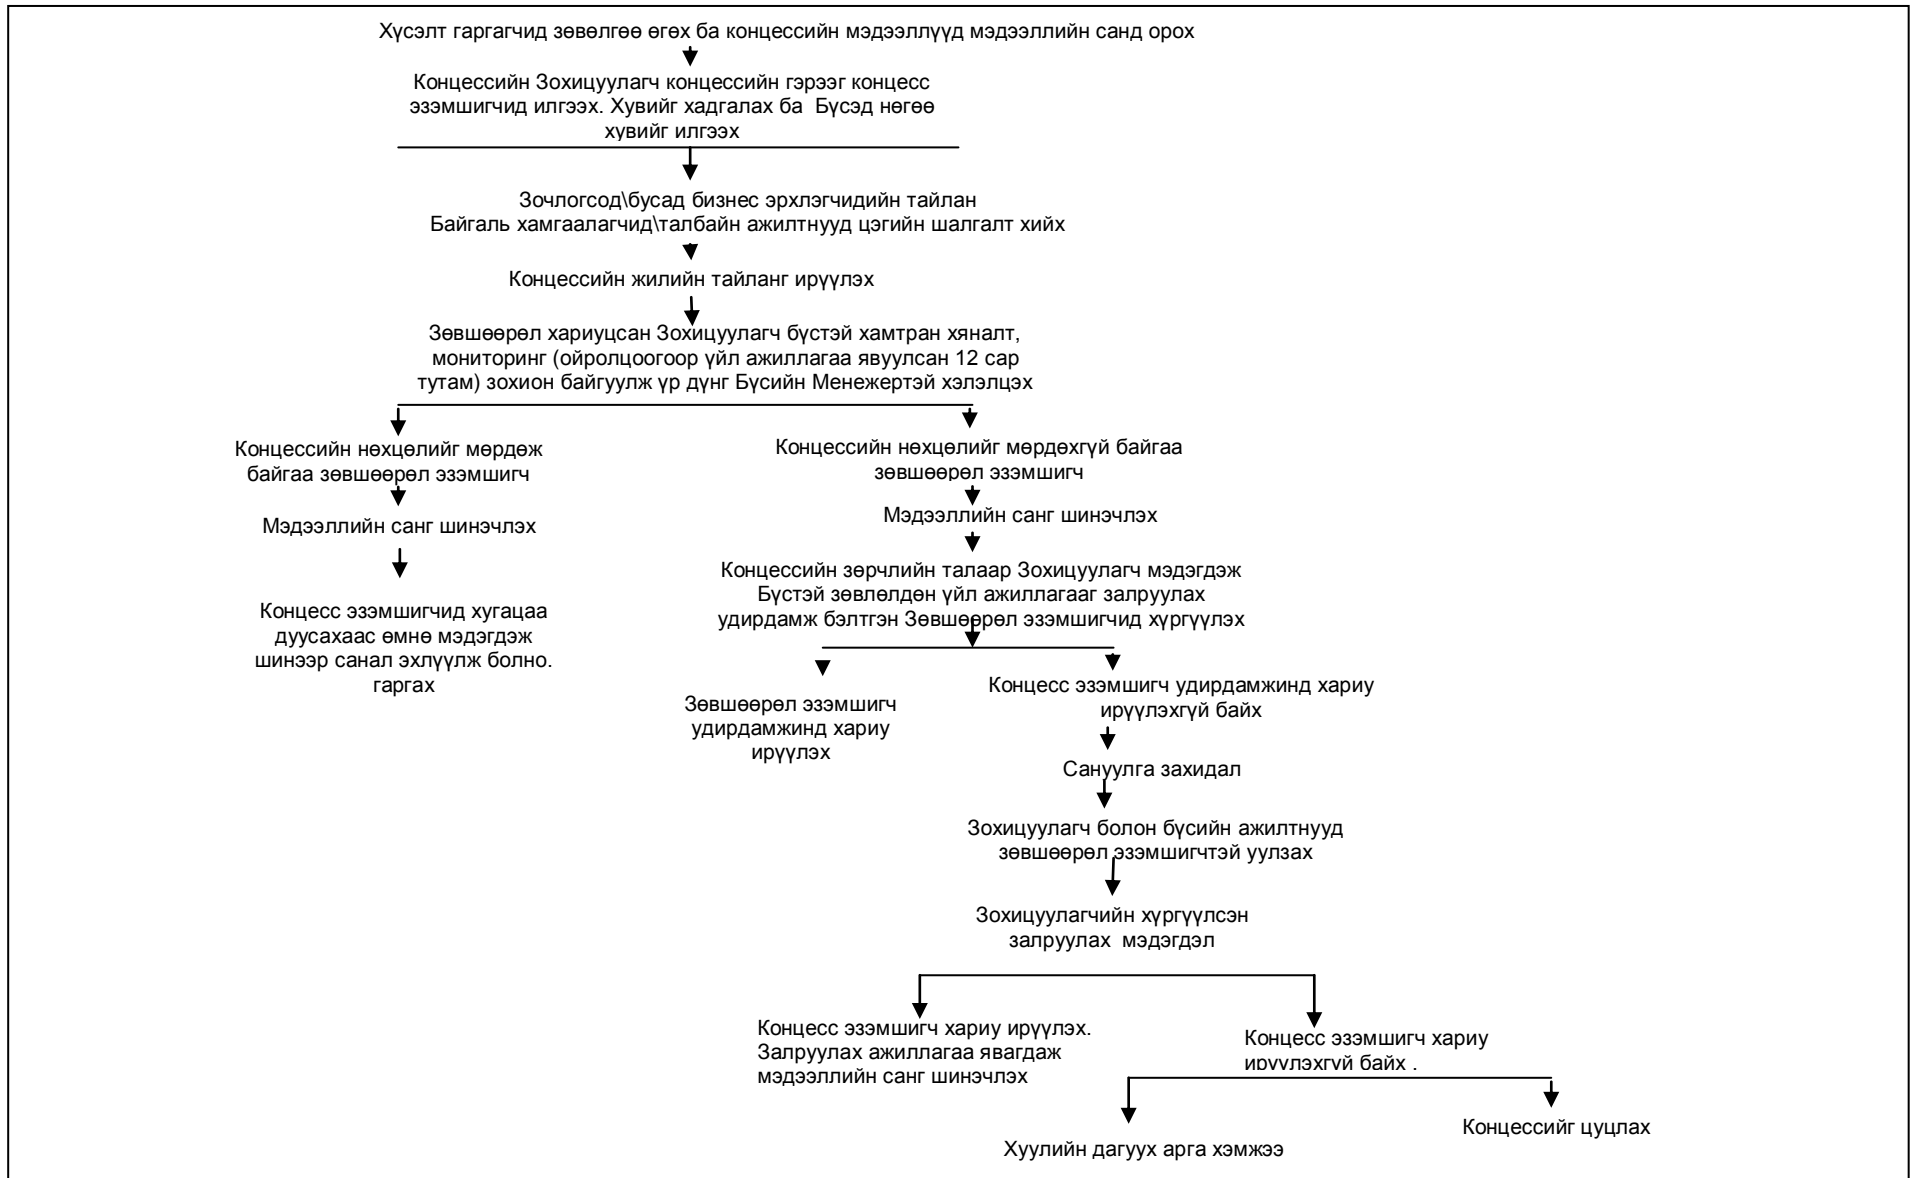 Хүсэлт гаргагчид зөвөлгөө өгөх ба концессийн мэдээллүүд мэдээллийн санд орох
Концессийн Зохицуулагч концессийн гэрээг концесс
эзэмшигчид илгээх. Хувийг хадгалах ба Бүсэд нөгөө
хувийг илгээх
Зочлогсод\бусад бизнес эрхлэгчидийн тайлан
Байгаль хамгаалагчид\талбайн ажилтнууд цэгийн шалгалт хийх
Концессийн жилийн тайланг ирүүлэх
Зөвшөөрөл хариуцсан Зохицуулагч бүстэй хамтран хяналт,
мониторинг (ойролцоогоор үйл ажиллагаа явуулсан 12 сар
тутам) зохион байгуулж үр дүнг Бүсийн Менежертэй хэлэлцэх
Концессийн нөхцөлийг мөрдөж
байгаа зөвшөөрөл эзэмшигч
Мэдээллийн санг шинэчлэх
Концесс эзэмшигчид хугацаа
дуусахаас өмнө мэдэгдэж
шинээр санал эхлүүлж болно.
гаргах
Концессийн нөхцөлийг мөрдөхгүй байгаа
зөвшөөрөл эзэмшигч
Мэдээллийн санг шинэчлэх
Концессийн зөрчлийн талаар Зохицуулагч мэдэгдэж
Бүстэй зөвлөлдөн үйл ажиллагааг залруулах
удирдамж бэлтгэн Зөвшөөрөл эзэмшигчид хүргүүлэх
Зөвшөөрөл эзэмшигч
удирдамжинд хариу
ирүүлэх
Концесс эзэмшигч удирдамжинд хариу
ирүүлэхгүй байх
Сануулга захидал
Зохицуулагч болон бүсийн ажилтнууд
зөвшөөрөл эзэмшигчтэй уулзах
Зохицуулагчийн хүргүүлсэн
залруулах мэдэгдэл
Концесс эзэмшигч хариу ирүүлэх.
Залруулах ажиллагаа явагдаж
мэдээллийн санг шинэчлэх
Концесс эзэмшигч хариу
ирүүлэхгүй байх .
Хуулийн дагуух арга хэмжээ
Концессийг цуцлах